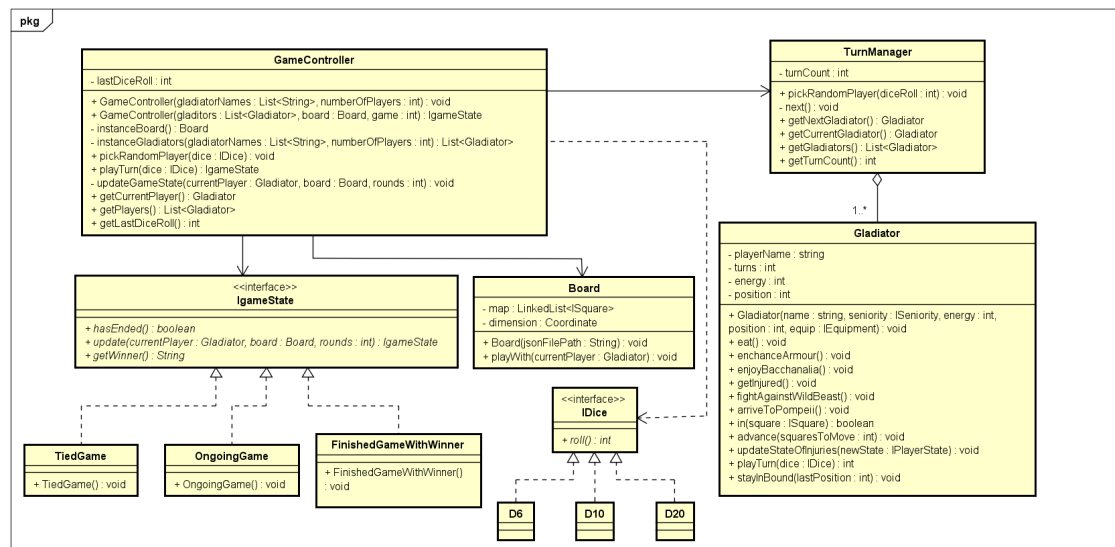 pkg
GameController
- lastDiceRoll : int
+ GameController(gladiatorNames : List<String>, numberOfPlayers : int) : void
+ GameController(gladitors : List<Gladiator>, board : Board, game : int) : IgameState
- instanceBoard() : Board
- instanceGladiators(gladiatorNames : List<String>, numberOfPlayers : int) : List<Gladiator>
+ pickRandomPlayer(dice : IDice) : void
+ playTurn(dice : IDice) : IgameState
- updateGameState(currentPlayer : Gladiator, board : Board, rounds : int) : void
+ getCurrentPlayer() : Gladiator
+ getPlayers() : List<Gladiator>
+ getLastDiceRoll() : int
TurnManager
- turnCount : int
+ pickRandomPlayer(diceRoll : int) : void
- next() : void
+ getNextGladiator() : Gladiator
+ getCurrentGladiator() : Gladiator
+ getGladiators() : List<Gladiator>
+ getTurnCount() : int
1..*
Gladiator
- playerName : string
- turns : int
- energy : int
- position : int
+ Gladiator(name : string, seniority : ISeniority, energy : int,
position : int, equip : IEquipment) : void
+ eat() : void
+ enchanceArmour() : void
+ enjoyBacchanalia() : void
+ getInjured() : void
+ fightAgainstWildBeast() : void
+ arriveToPompeii() : void
+ in(square : ISquare) : boolean
+ advance(squaresToMove : int) : void
+ updateStateOfInjuries(newState : IPlayerState) : void
+ playTurn(dice : IDice) : int
+ stayInBound(lastPosition : int) : void
<<interface>>
IgameState
+ hasEnded() : boolean
+ update(currentPlayer : Gladiator, board : Board, rounds : int) : IgameState
+ getWinner() : String
Board
- map : LinkedList<ISquare>
- dimension : Coordinate
+ Board(jsonFilePath : String) : void
+ playWith(currentPlayer : Gladiator) : void
<<interface>>
IDice
+ roll() : int
TiedGame
+ TiedGame() : void
OngoingGame
+ OngoingGame() : void
FinishedGameWithWinner
+ FinishedGameWithWinner()
: void
D6
D10
D20